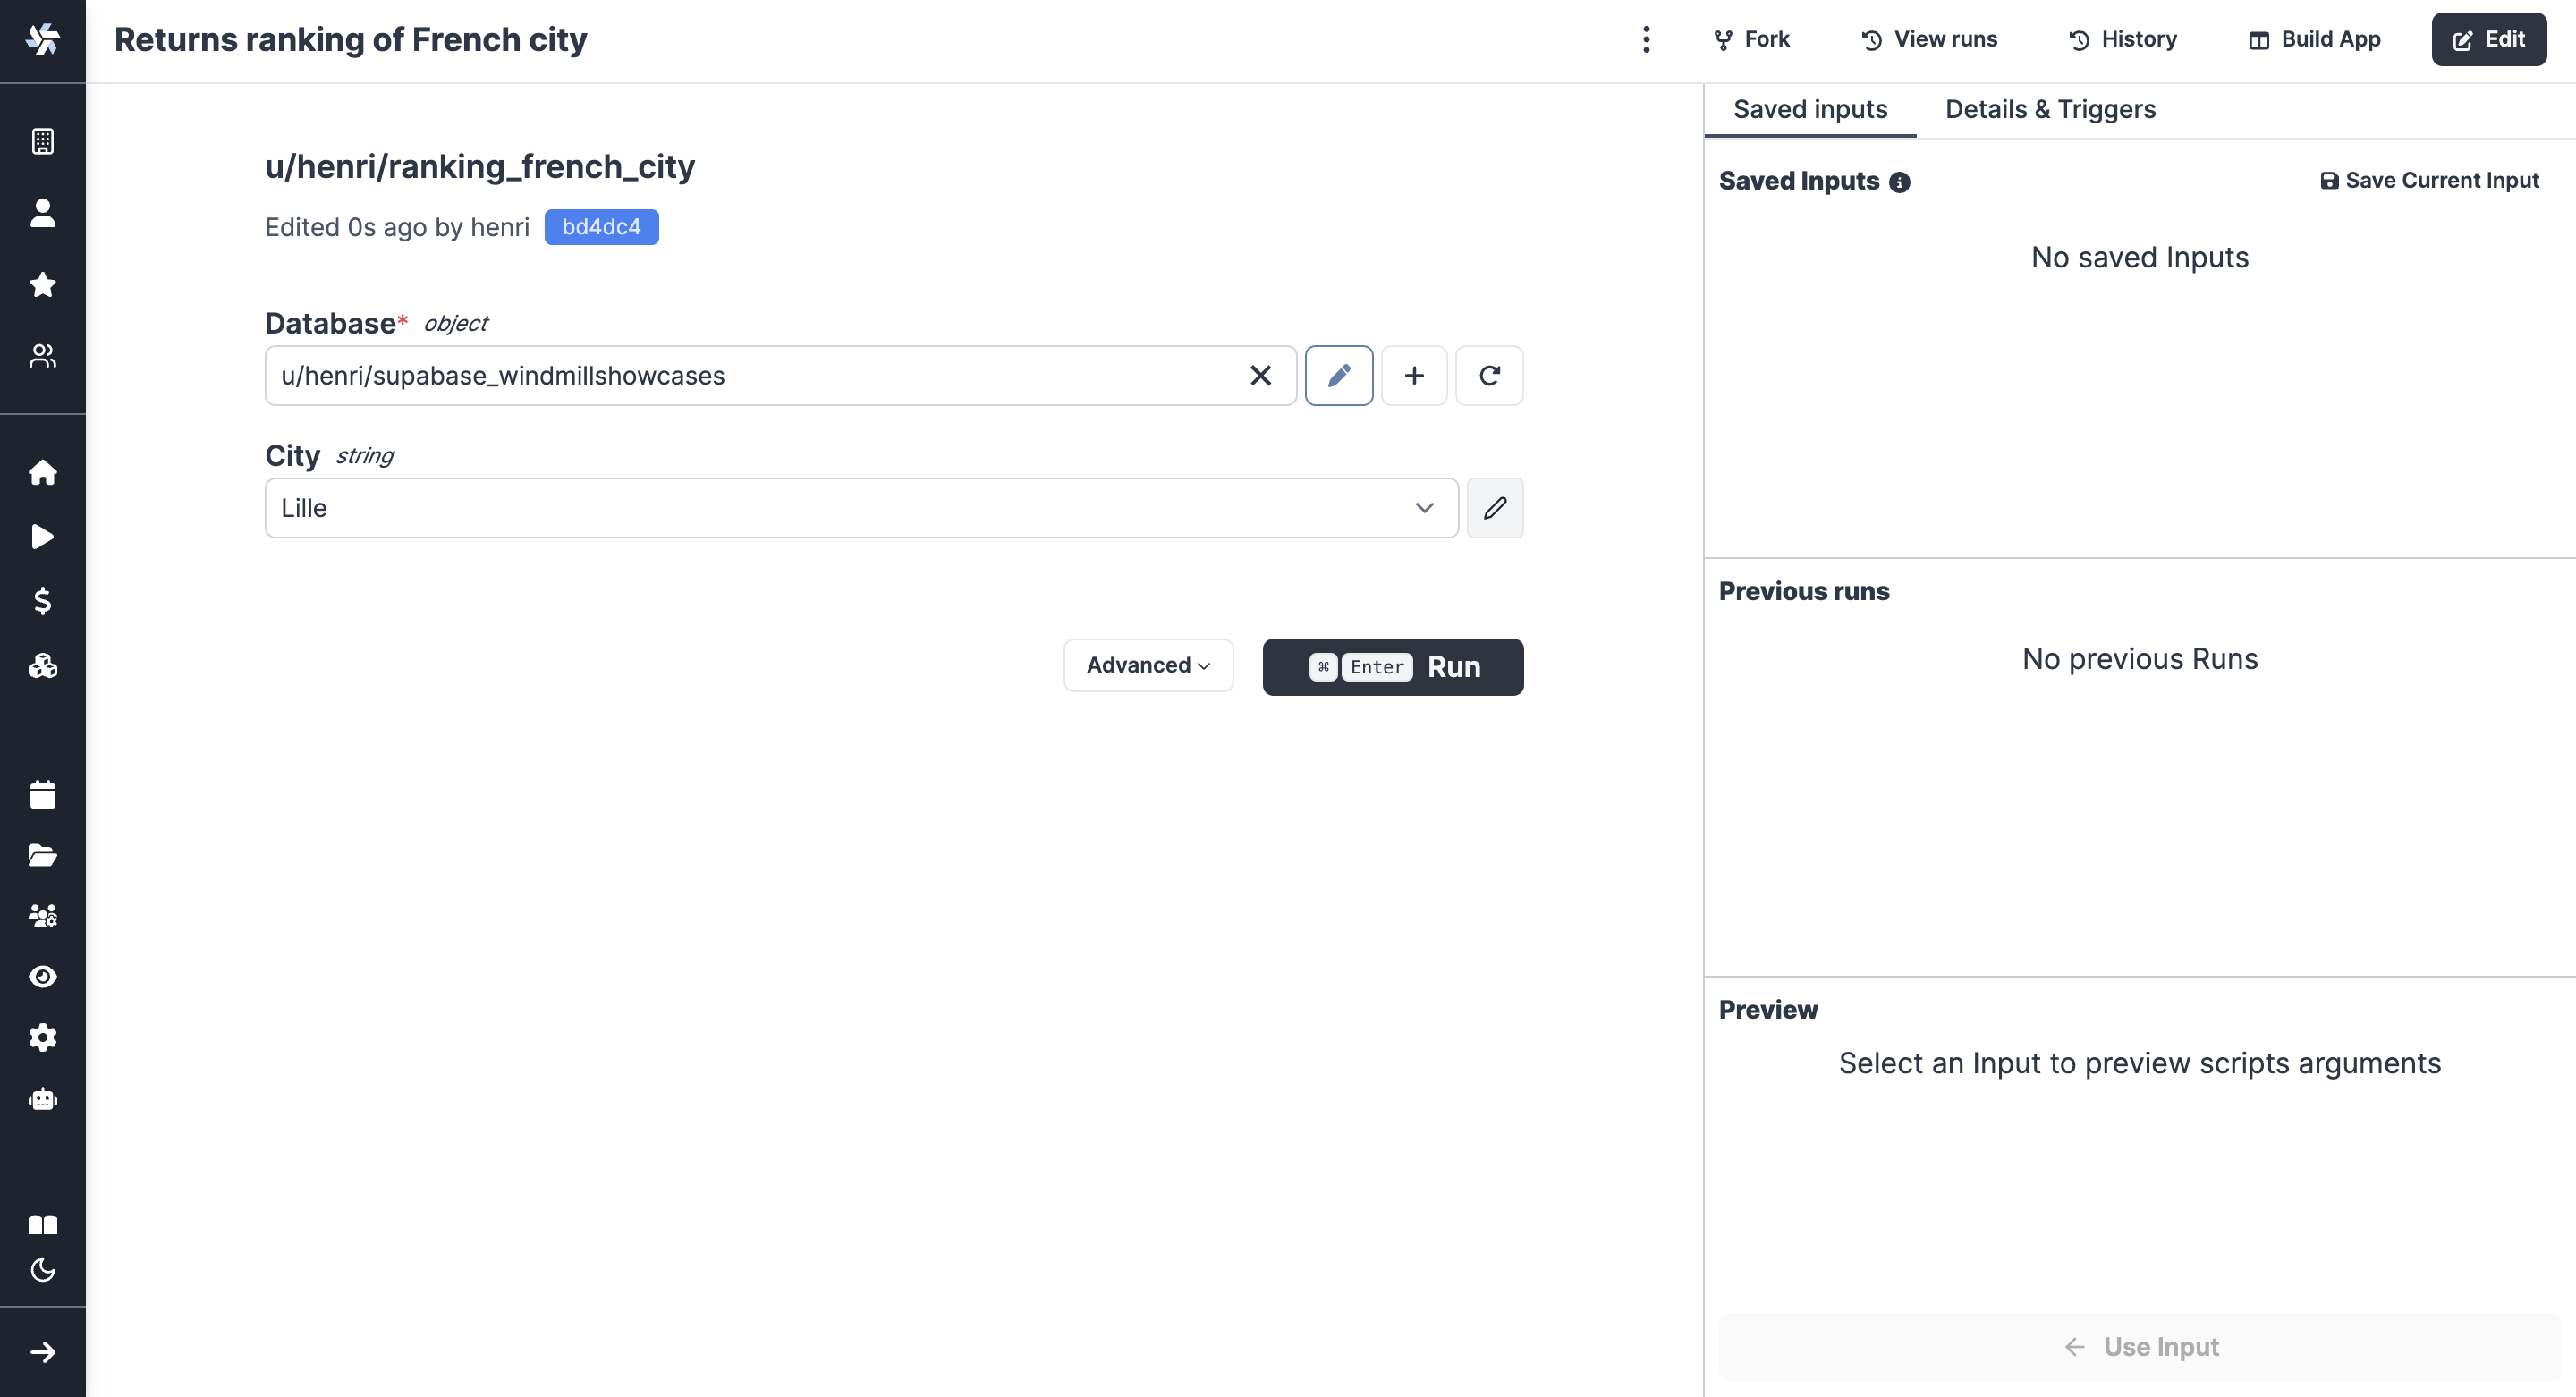 Returns ranking of French city
Fork
View runs
History
Build App
Edit
u/henri/ranking_french_city
Edited 0s ago by henri bd4dc4
Database* object
u/henri/supabase_windmillshowcases
City string
Lille
Advanced
⌘ Enter Run
Saved inputs
Details & Triggers
Saved Inputs
Save Current Input
No saved Inputs
Previous runs
No previous Runs
Preview
Select an Input to preview scripts arguments
Use Input